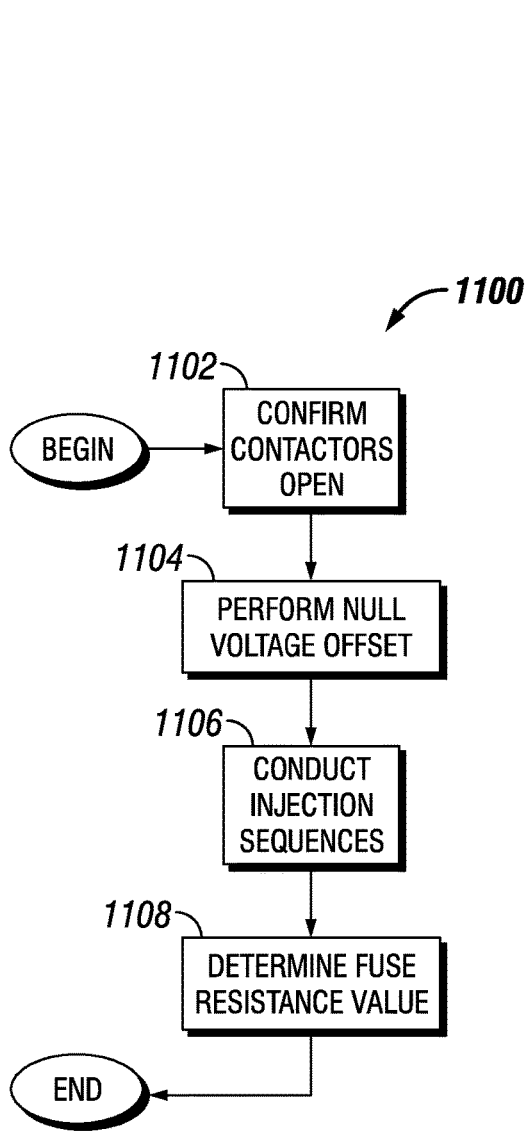 1100
1102
BEGIN
CONFIRM
CONTACTORS
OPEN
1104
PERFORM NULL
VOLTAGE OFFSET
1106
CONDUCT
INJECTION
SEQUENCES
1108
DETERMINE FUSE
RESISTANCE VALUE
END